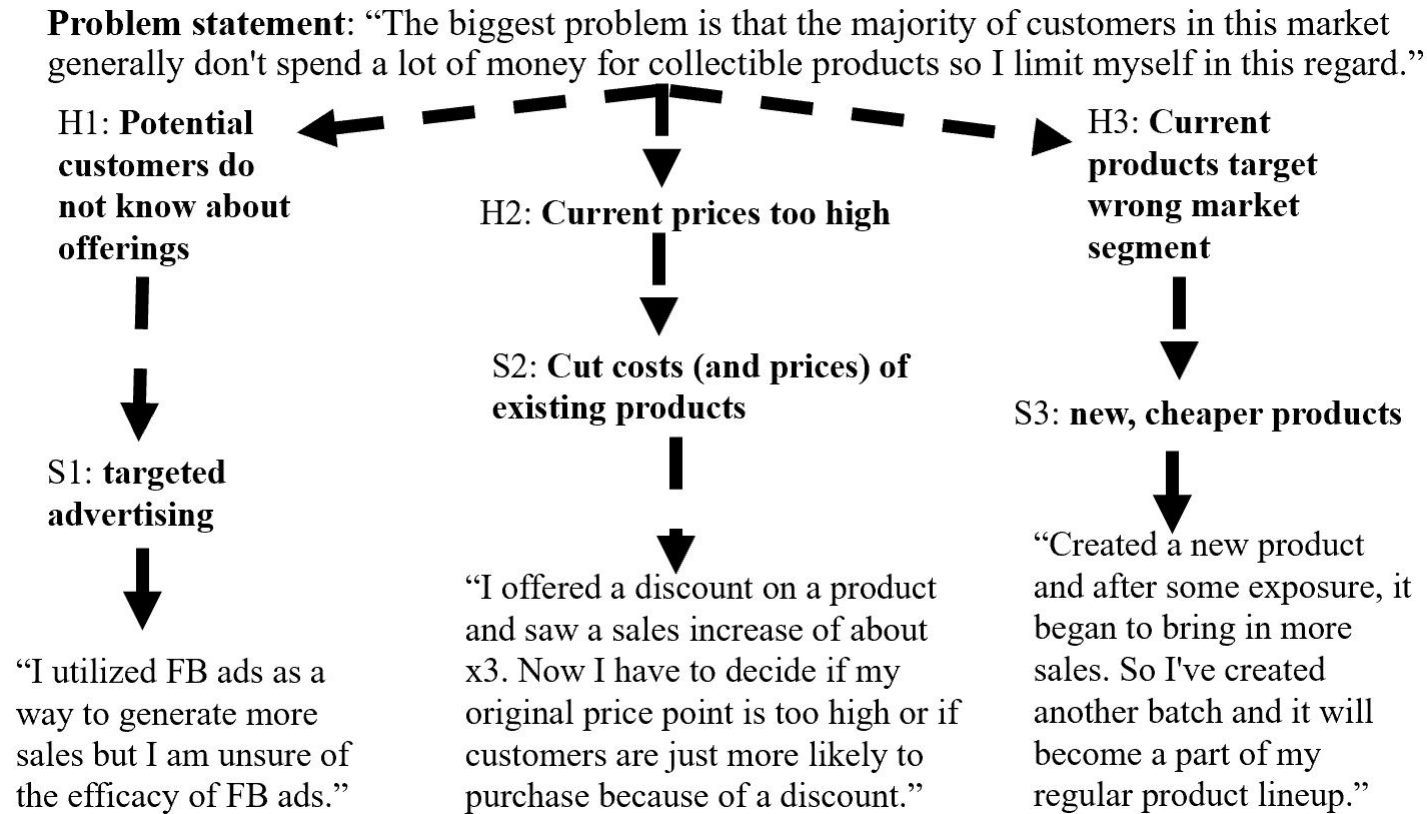 Problem statement: “The biggest problem is that the majority of customers in this market
generally don't spend a lot of money for collectible products so I limit myself in this regard.”
H1: Potential
customers do
not know about
offerings
S1: targeted
advertising
“I utilized FB ads as a
way to generate more
sales but I am unsure of
the efficacy of FB ads.”
H2: Current prices too high
S2: Cut costs (and prices) of
existing products
“I offered a discount on a product
and saw a sales increase of about
x3. Now I have to decide if my
original price point is too high or if
customers are just more likely to
purchase because of a discount.”
H3: Current
products target
wrong market
segment
S3: new, cheaper products
“Created a new product
and after some exposure, it
began to bring in more
sales. So I've created
another batch and it will
become a part of my
regular product lineup.”